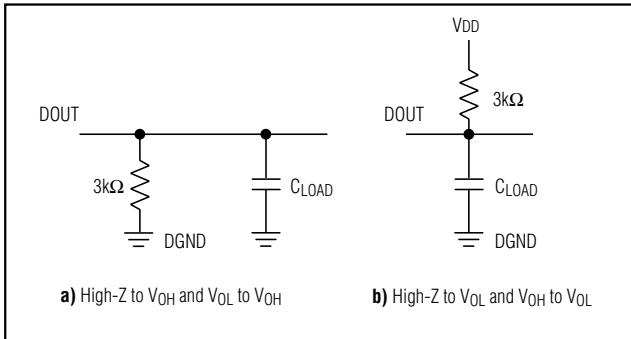 DOUT
3kΩ
DGND
CLOAD
a) High-Z to VOH and VOL to VOH
VDD
3kΩ
DOUT
CLOAD
DGND
b) High-Z to VOL and VOH to VOL